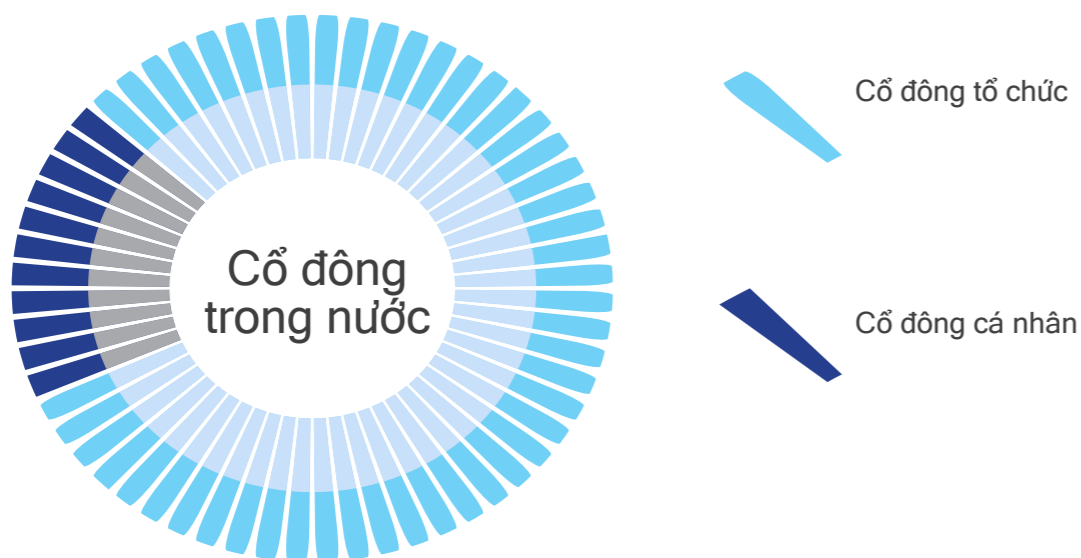 Cổ đông
trong nước
Cổ đông tổ chức
Cổ đông cá nhân